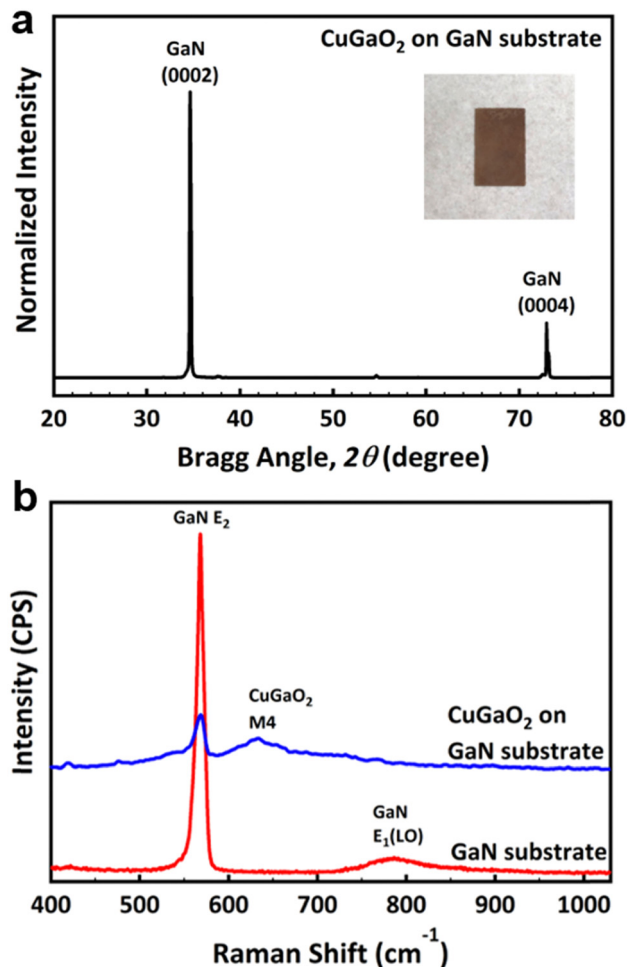 a
CuGaO₂ on GaN substrate
GaN
(0002)
GaN
(0004)
Normalized Intensity
20 30 40 50 60 70 80
Bragg Angle, 2θ (degree)
b
GaN E₂
CuGaO₂
M4
CuGaO₂ on
GaN substrate
GaN
E₁(LO)
GaN substrate
Intensity (CPS)
400 500 600 700 800 900 1000
Raman Shift (cm⁻¹)